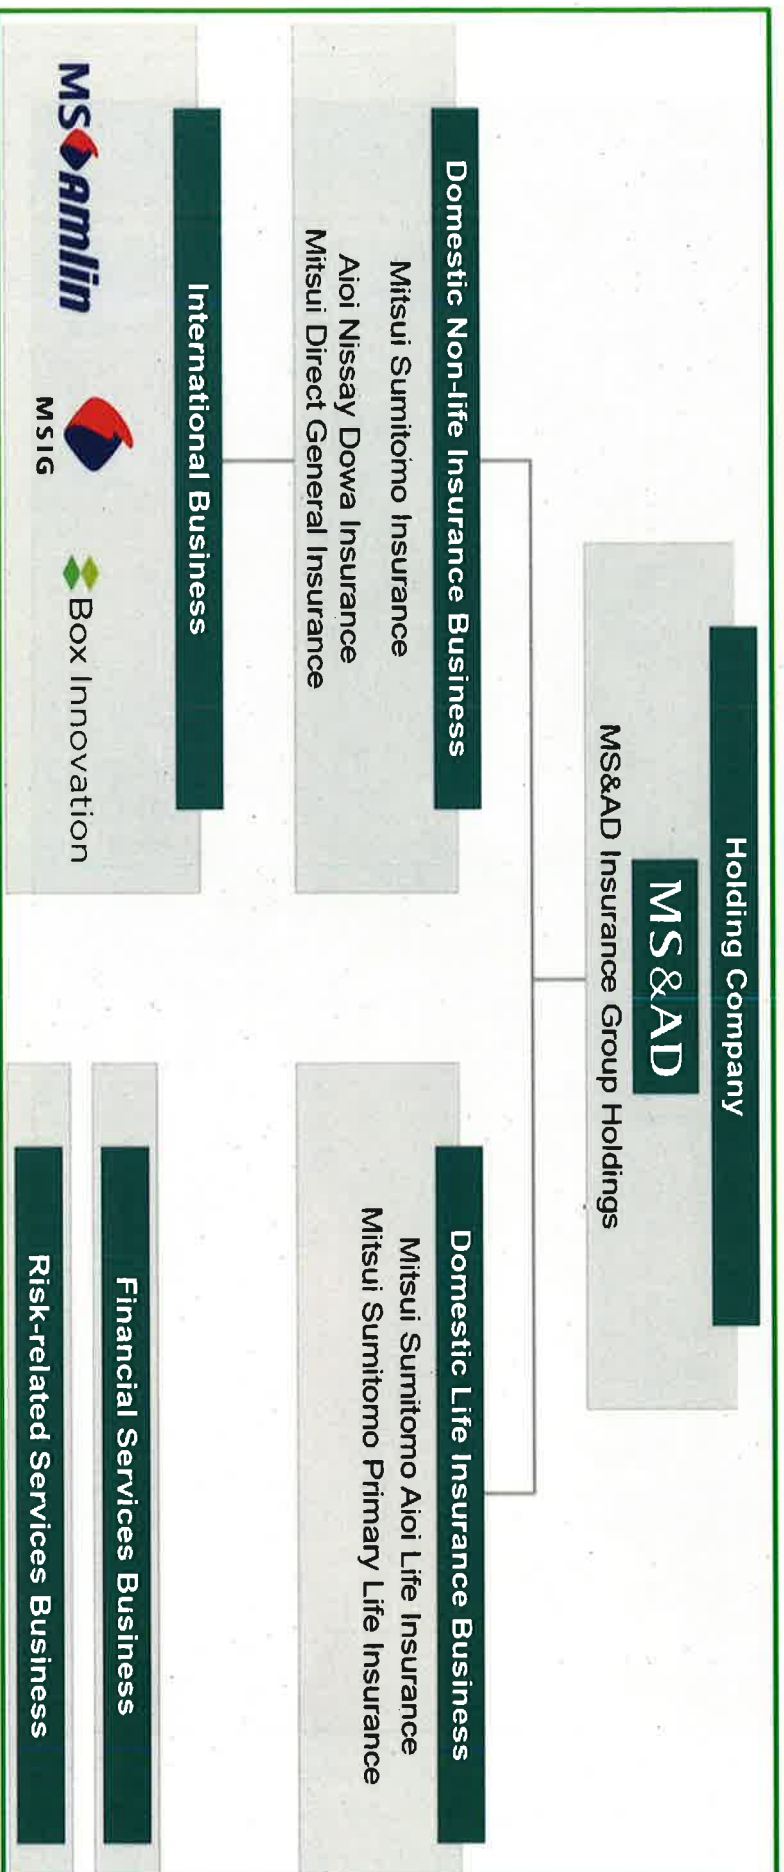 Holding Company
MS&AD
MS&AD Insurance Group Holdings
Domestic Non-life Insurance Business
Mitsui Sumitomo Insurance
Aioi Nissay Dowa Insurance
Mitsui Direct General Insurance
Domestic Life Insurance Business
Mitsui Sumitomo Aioi Life Insurance
Mitsui Sumitomo Primary Life Insurance
International Business
MS Amlin
MSIG
Box Innovation
Financial Services Business
Risk-related Services Business